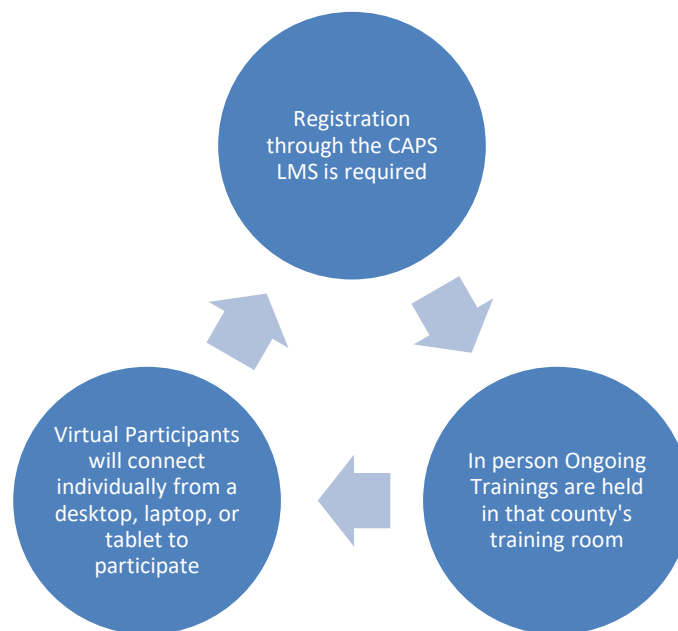 Registration
through the CAPS
LMS is required
In person Ongoing
Trainings are held
in that county's
training room
Virtual Participants
will connect
individually from a
desktop, laptop, or
tablet to
participate